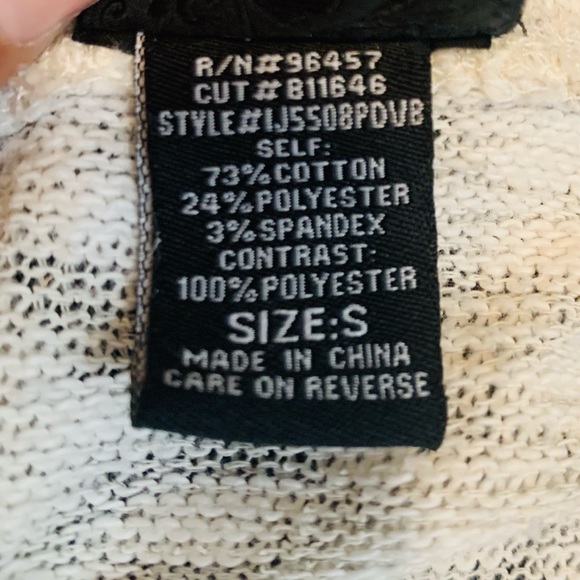 R/N#96457
CUT#811646
STYLE#IJ5508PDVB
SELF:
73%COTTON
24%POLYESTER
3%SPANDEX
CONTRAST:
100%POLYESTER
SIZE:S
MADE IN CHINA
CARE ON REVERSE